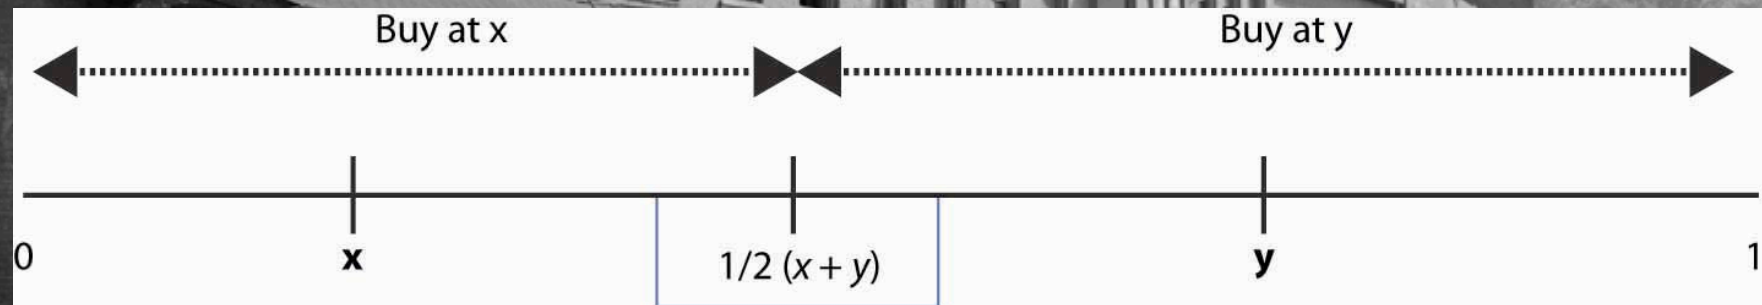 Buy at x Buy at y
0 x 1/2 (x + y) y 1